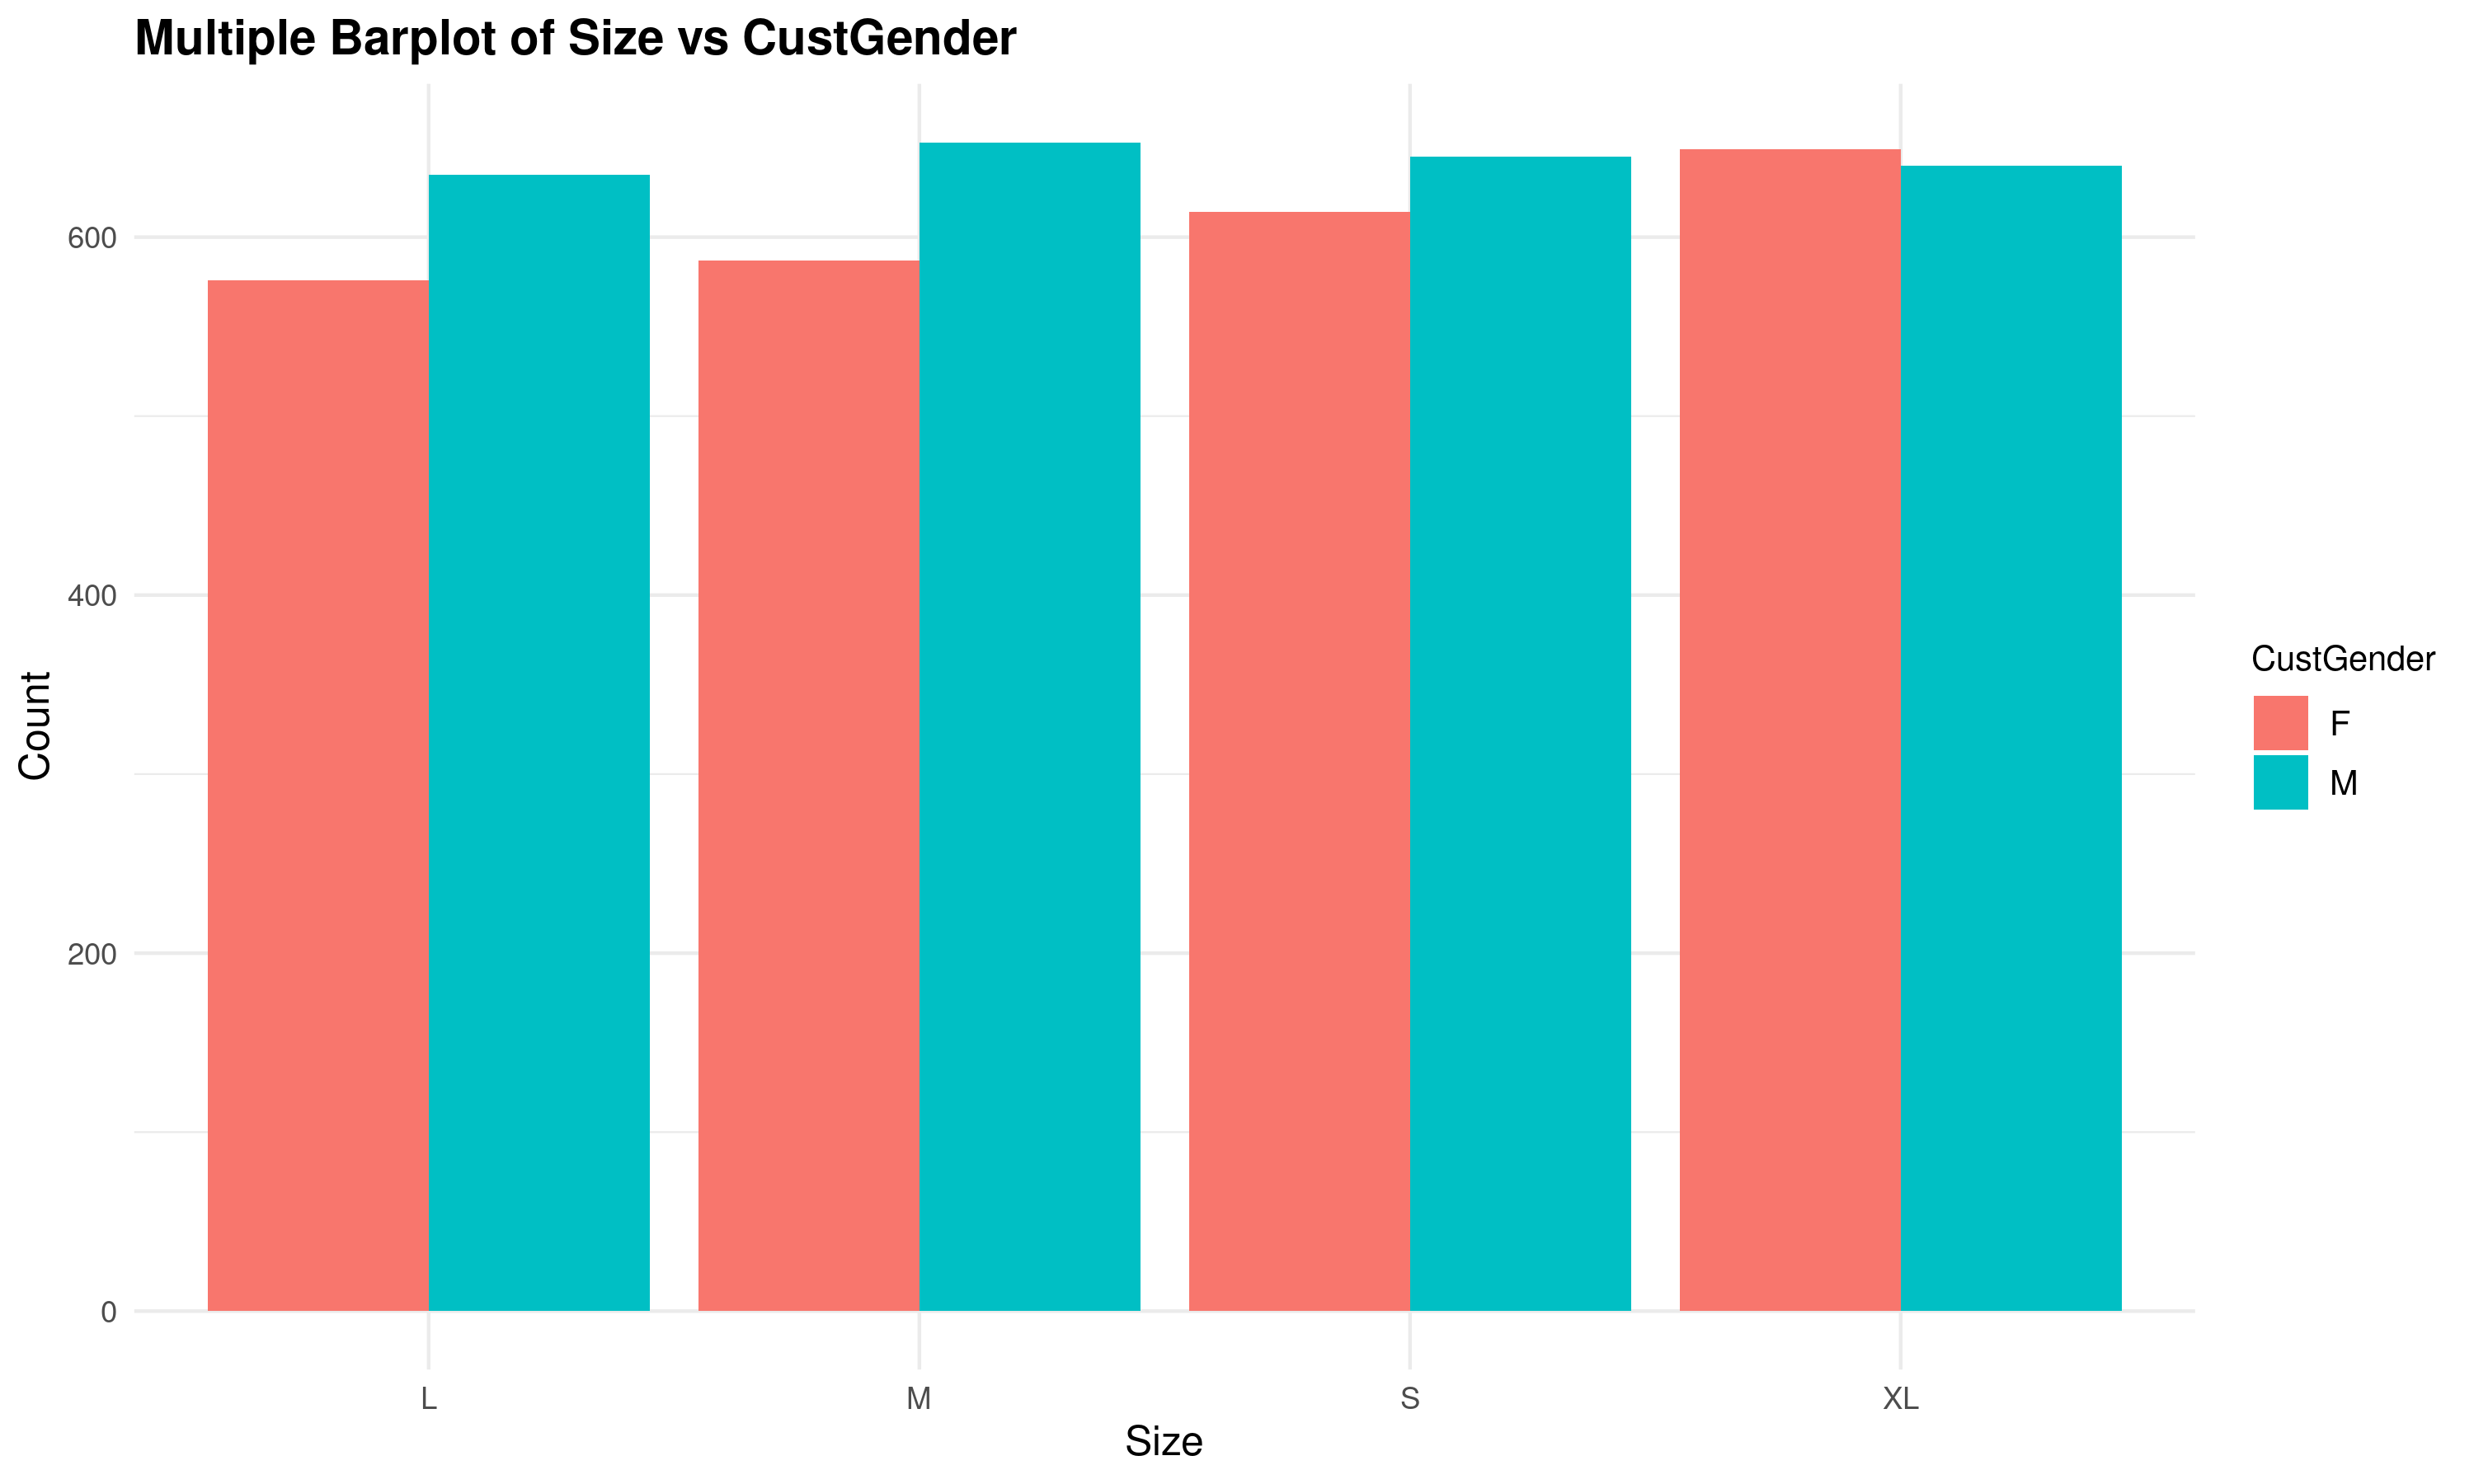 Multiple Barplot of Size vs CustGender
600
400
200
0
Count
L
M
S
XL
Size
CustGender
F
M